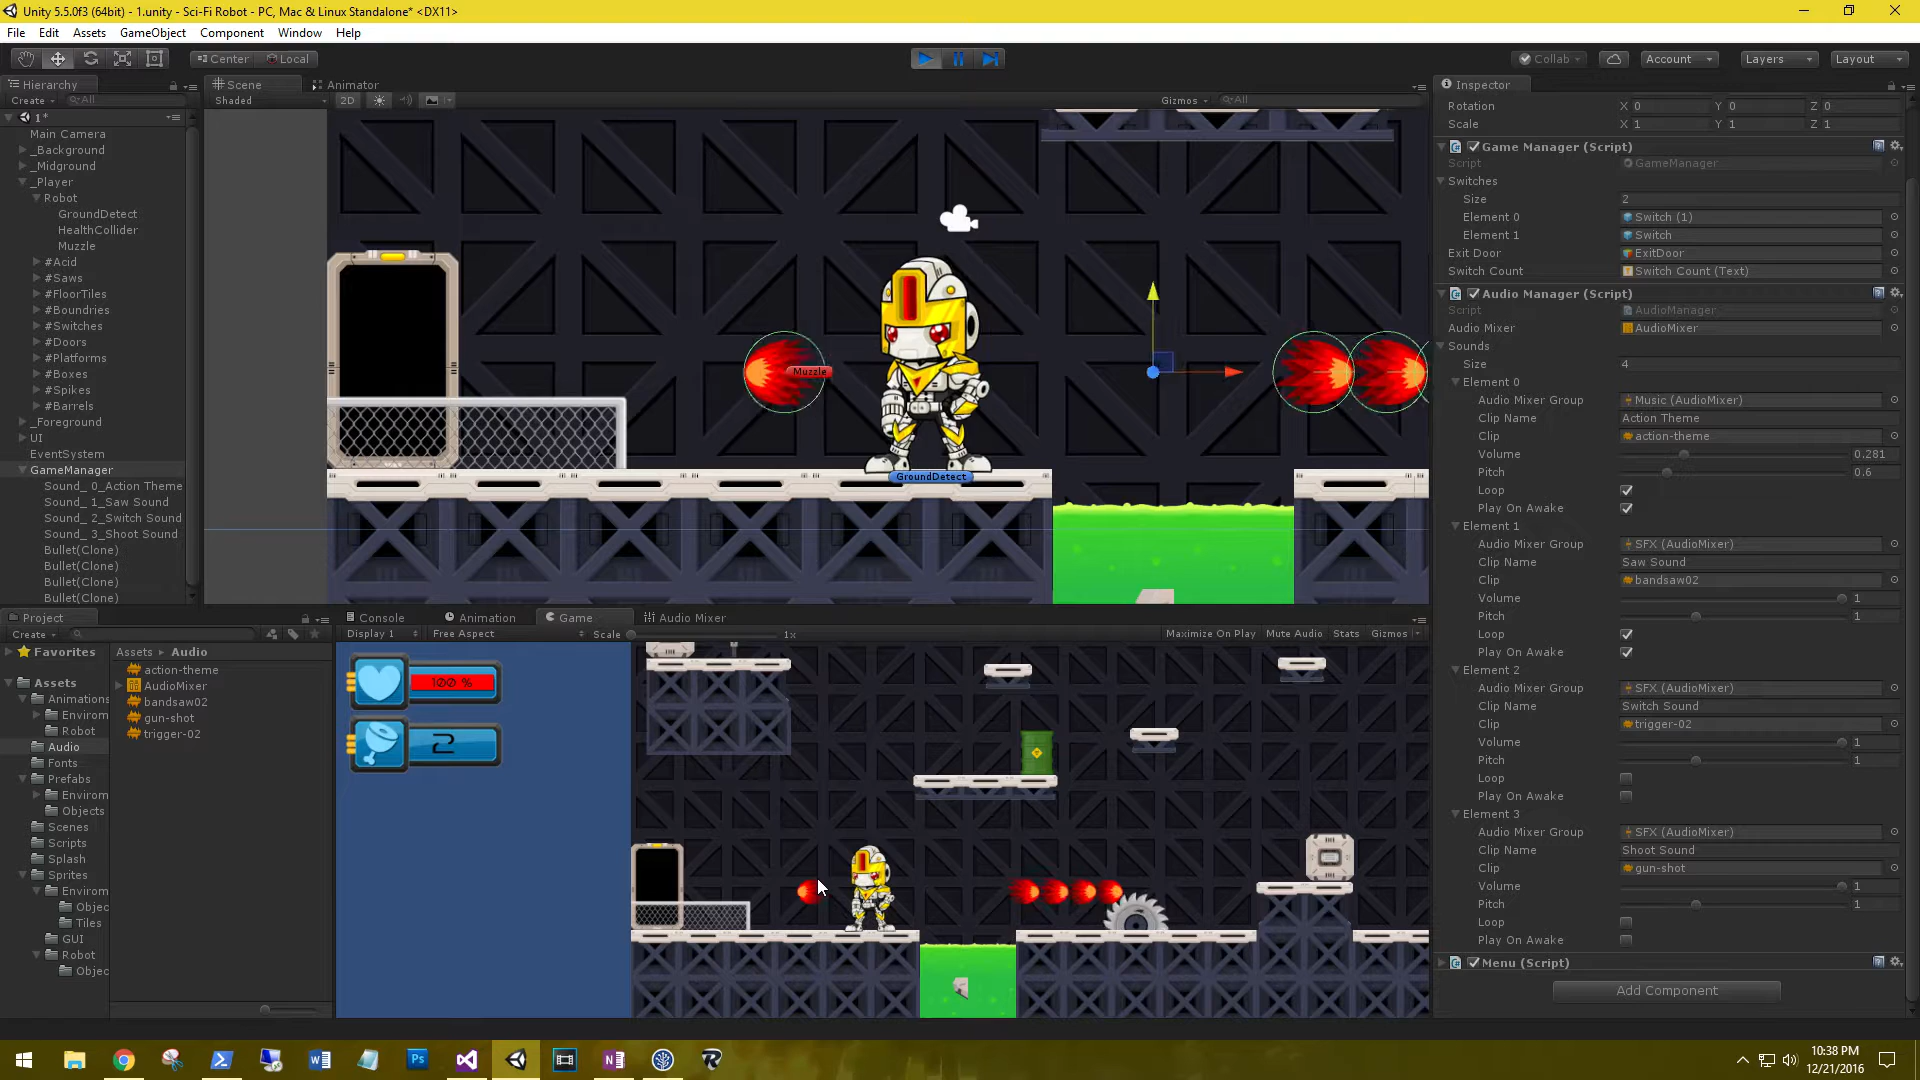 Unity 5.5.0f3 (64bit) - 1.unity - Sci-Fi Robot - PC, Mac & Linux Standalone* <DX11>
File Edit Assets GameObject Component Window Help
Center Local Collab Account Layers Layout
Hierarchy
Create All
1*
Main Camera
_Background
_Midground
_Player
Robot
GroundDetect
HealthCollider
Muzzle
#Acid
#Saws
#FloorTiles
#Boundries
#Switches
#Doors
#Platforms
#Boxes
#Spikes
#Barrels
_Foreground
UI
EventSystem
GameManager
Sound_ 0_Action Theme
Sound_ 1_Saw Sound
Sound_ 2_Switch Sound
Sound_ 3_Shoot Sound
Bullet(Clone)
Bullet(Clone)
Bullet(Clone)
Bullet(Clone)
Scene Animator
Shaded 2D Gizmos All
Muzzle
GroundDetect
Inspector
Rotation X 0 Y 0 Z 0
Scale X 1 Y 1 Z 1
Game Manager (Script)
Script GameManager
Switches
Size 2
Element 0 Switch (1)
Element 1 Switch
Exit Door ExitDoor
Switch Count Switch Count (Text)
Audio Manager (Script)
Script AudioManager
Audio Mixer AudioMixer
Sounds
Size 4
Element 0
Audio Mixer Group Music (AudioMixer)
Clip Name Action Theme
Clip action-theme
Volume 0.281
Pitch 0.6
Loop
Play On Awake
Element 1
Audio Mixer Group SFX (AudioMixer)
Clip Name Saw Sound
Clip bandsaw02
Volume 1
Pitch 1
Loop
Play On Awake
Element 2
Audio Mixer Group SFX (AudioMixer)
Clip Name Switch Sound
Clip trigger-02
Volume 1
Pitch 1
Loop
Play On Awake
Element 3
Audio Mixer Group SFX (AudioMixer)
Clip Name Shoot Sound
Clip gun-shot
Volume 1
Pitch 1
Loop
Play On Awake
Menu (Script)
Add Component
Project
Create
Favorites
Assets
Animations
Envirom
Robot
Audio
Fonts
Prefabs
Envirom
Objects
Scenes
Scripts
Splash
Sprites
Envirom
Objec
Tiles
GUI
Robot
Objec
Assets Audio
action-theme
AudioMixer
bandsaw02
gun-shot
trigger-02
Console Animation Game Audio Mixer
Display 1 Free Aspect Scale 1x Maximize On Play Mute Audio Stats Gizmos
100 %
2
10:38 PM
12/21/2016